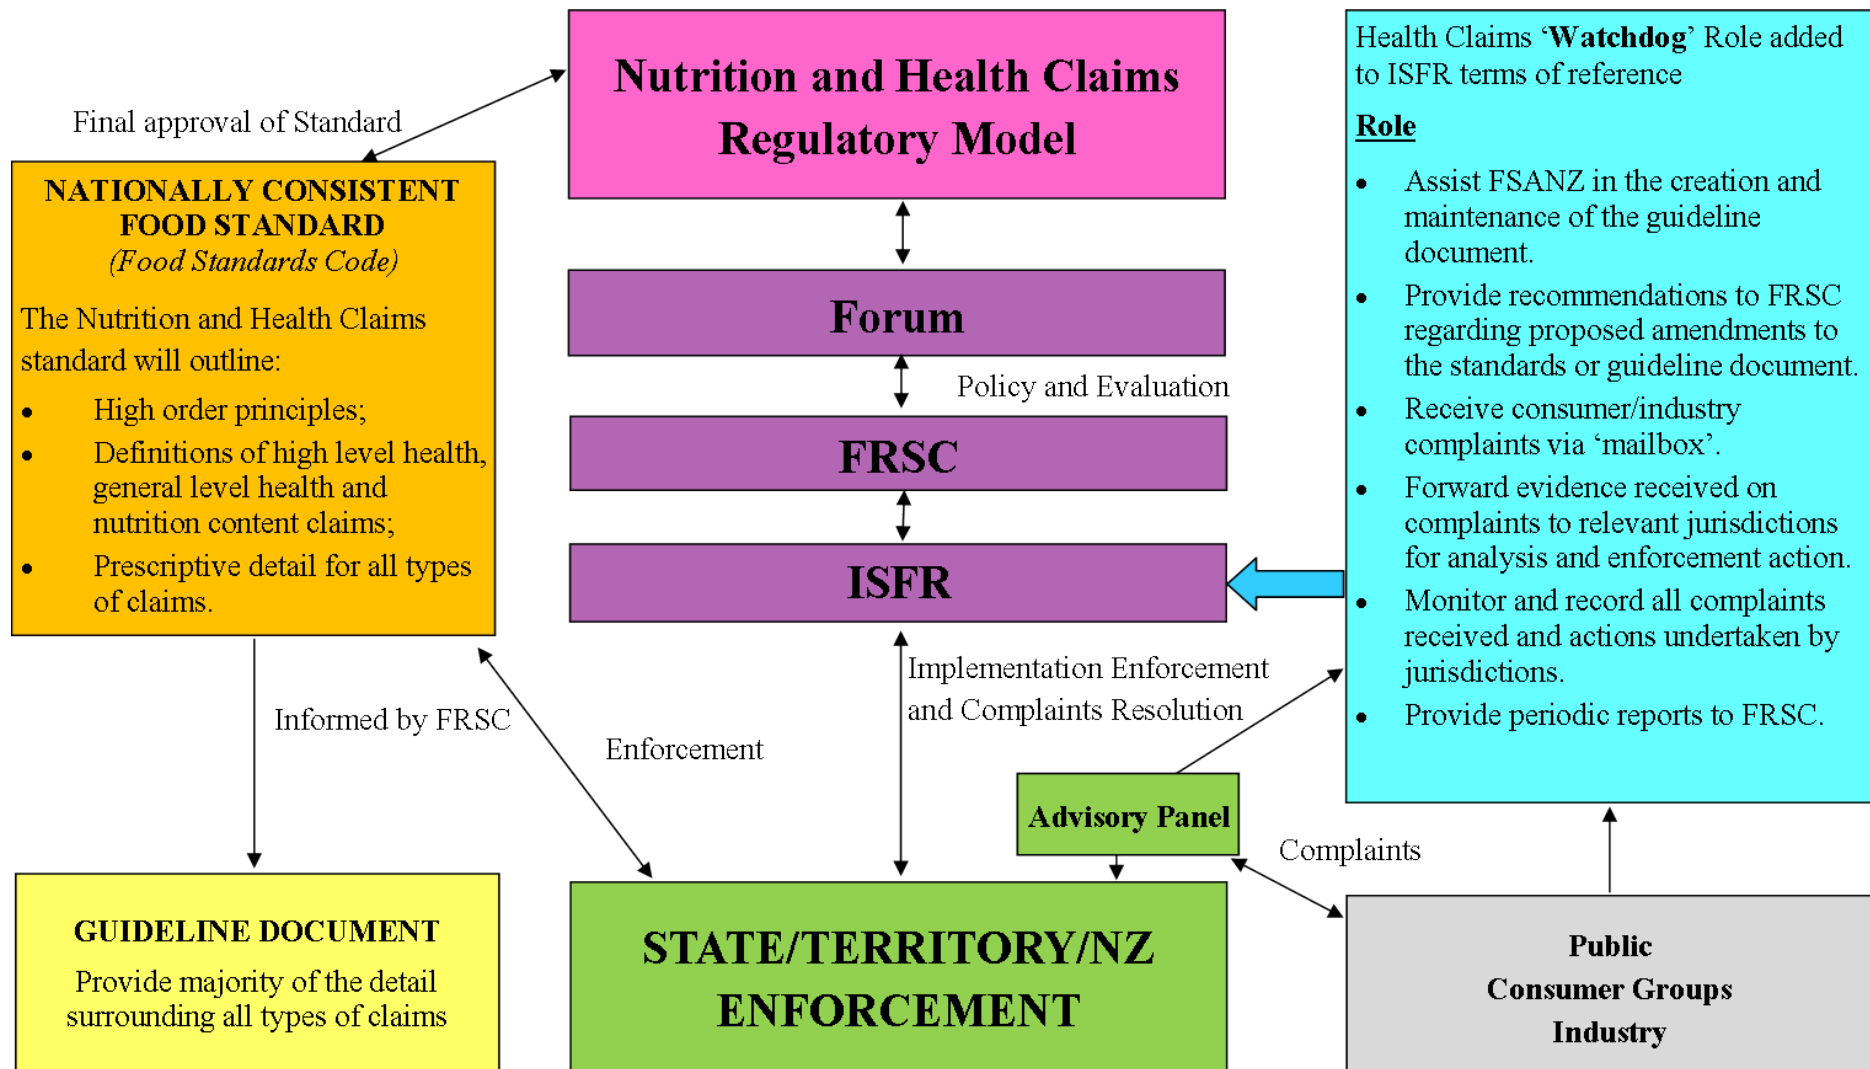 Nutrition and Health Claims
Regulatory Model
Final approval of Standard
NATIONALLY CONSISTENT
FOOD STANDARD
(Food Standards Code)
The Nutrition and Health Claims
standard will outline:
• High order principles;
• Definitions of high level health,
general level health and
nutrition content claims;
• Prescriptive detail for all types
of claims.
Forum
Policy and Evaluation
FRSC
ISFR
Health Claims ‘Watchdog’ Role added
to ISFR terms of reference
Role
• Assist FSANZ in the creation and
maintenance of the guideline
document.
• Provide recommendations to FRSC
regarding proposed amendments to
the standards or guideline document.
• Receive consumer/industry
complaints via ‘mailbox’.
• Forward evidence received on
complaints to relevant jurisdictions
for analysis and enforcement action.
• Monitor and record all complaints
received and actions undertaken by
jurisdictions.
• Provide periodic reports to FRSC.
Informed by FRSC
Enforcement
Implementation Enforcement
and Complaints Resolution
Advisory Panel
Complaints
GUIDELINE DOCUMENT
Provide majority of the detail
surrounding all types of claims
STATE/TERRITORY/NZ
ENFORCEMENT
Public
Consumer Groups
Industry